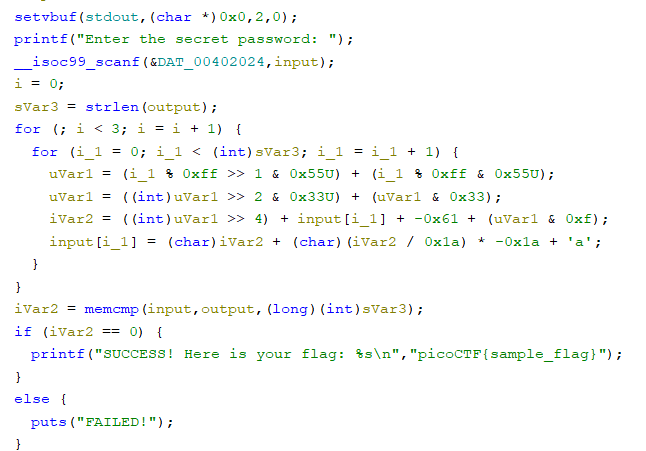 setvbuf(stdout,(char *)0x0,2,0);
printf("Enter the secret password: ");
__isoc99_scanf(&DAT_00402024,input);
i = 0;
sVar3 = strlen(output);
for (; i < 3; i = i + 1) {
for (i_1 = 0; i_1 < (int)sVar3; i_1 = i_1 + 1) {
uVar1 = (i_1 % 0xff >> 1 & 0x55U) + (i_1 % 0xff & 0x55U);
uVar1 = ((int)uVar1 >> 2 & 0x33U) + (uVar1 & 0x33);
iVar2 = ((int)uVar1 >> 4) + input[i_1] + -0x61 + (uVar1 & 0xf);
input[i_1] = (char)iVar2 + (char)(iVar2 / 0x1a) * -0x1a + 'a';
}
}
iVar2 = memcmp(input,output,(long)(int)sVar3);
if (iVar2 == 0) {
printf("SUCCESS! Here is your flag: %s\n","picoCTF{sample_flag}");
}
else {
puts("FAILED!");
}